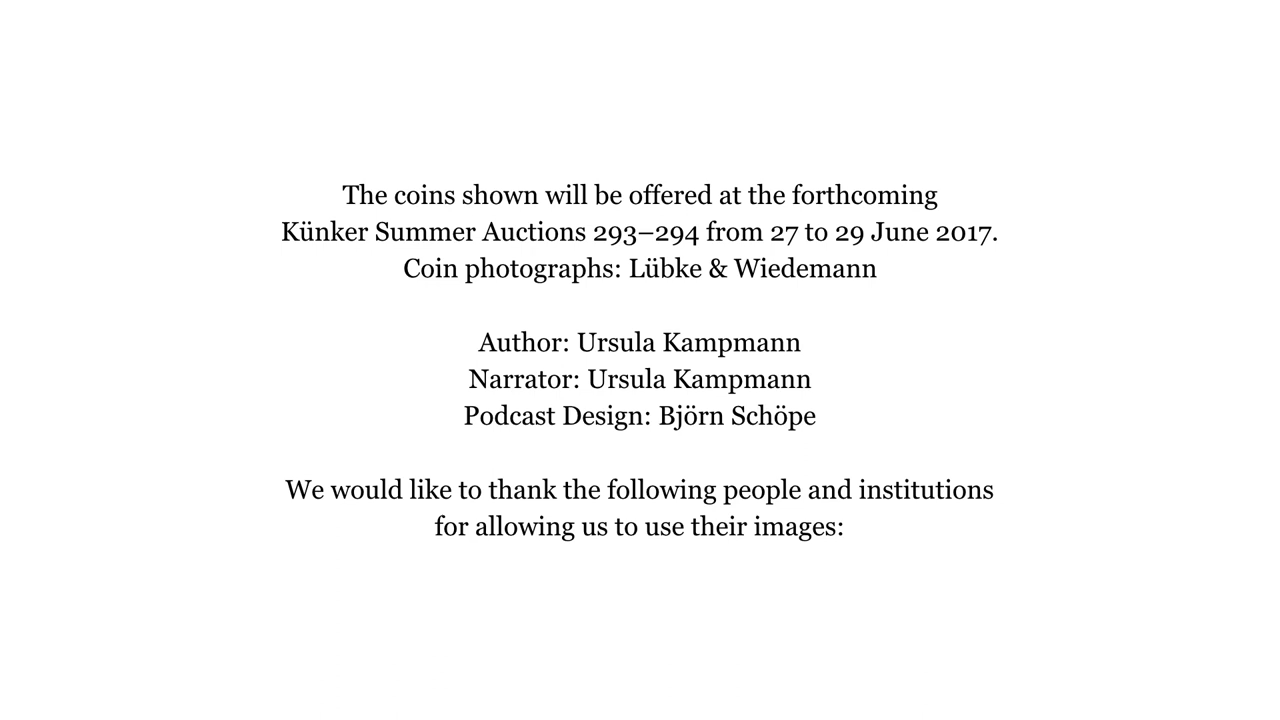 The coins shown will be offered at the forthcoming
Künker Summer Auctions 293–294 from 27 to 29 June 2017.
Coin photographs: Lübke & Wiedemann
Author: Ursula Kampmann
Narrator: Ursula Kampmann
Podcast Design: Björn Schöpe
We would like to thank the following people and institutions
for allowing us to use their images: